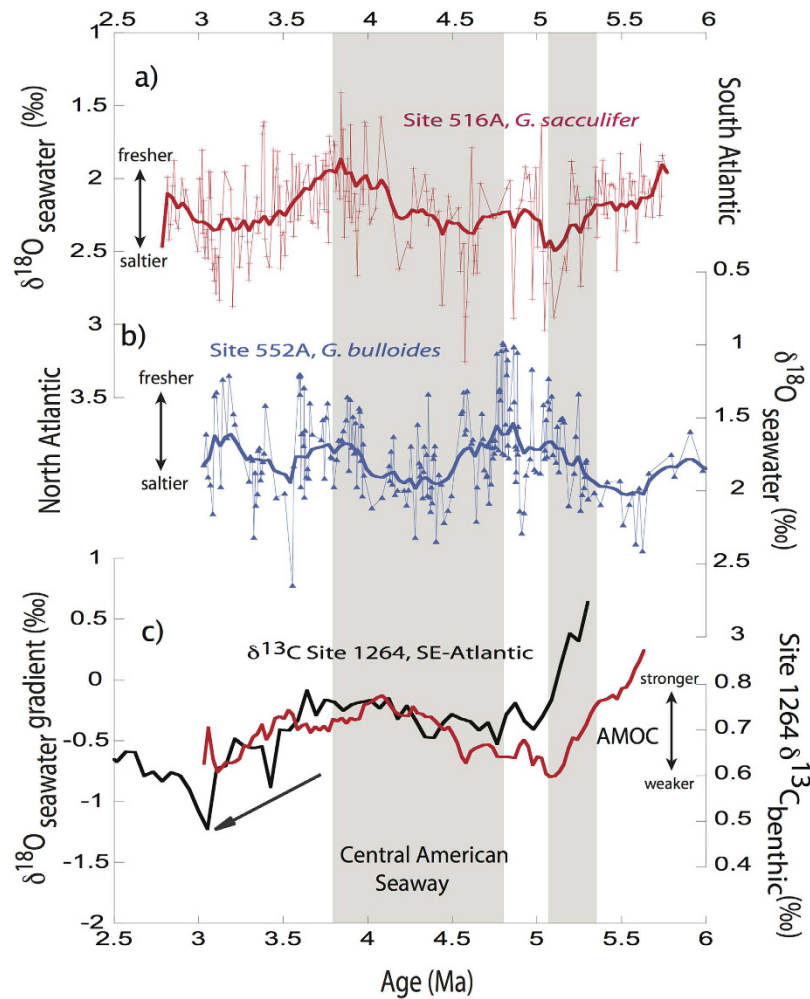 2.5 3 3.5 4 4.5 5 5.5 6
1
1.5
2
2.5
3
3.5
δ¹⁸O seawater (‰)
a)
fresher
saltier
Site 516A, G. sacculifer
South Atlantic
b)
Site 552A, G. bulloides
fresher
saltier
North Atlantic
0.5
1
1.5
2
2.5
3
δ¹⁸O seawater (‰)
1
0.5
0
-0.5
-1
-1.5
-2
δ¹⁸O seawater gradient (‰)
c)
δ¹³C Site 1264, SE-Atlantic
stronger
AMOC
weaker
Central American
Seaway
0.8
0.7
0.6
0.5
0.4
Site 1264 δ¹³C benthic (‰)
2.5 3 3.5 4 4.5 5 5.5 6
Age (Ma)